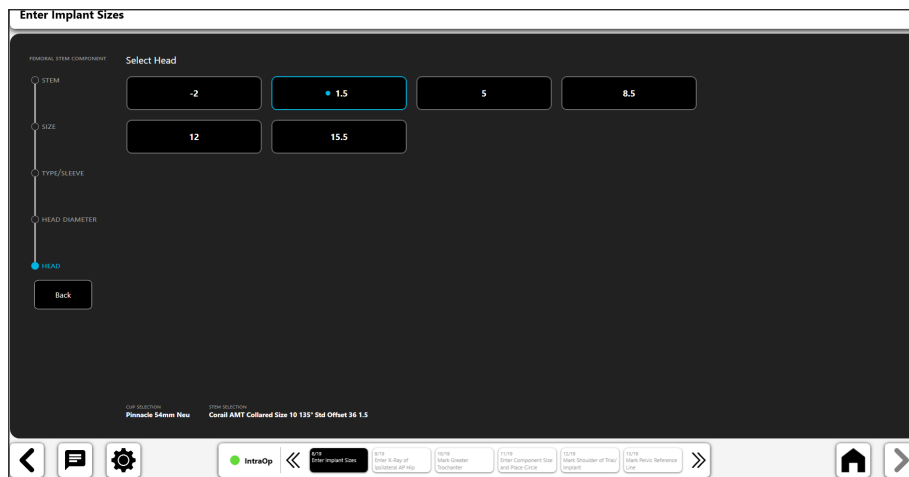 Enter Implant Sizes
FEMORAL STEM COMPONENT
Select Head
STEM
-2
1.5
5
8.5
SIZE
12
15.5
TYPE/SLEEVE
HEAD DIAMETER
HEAD
Back
CUP SELECTION
Pinnacle 54mm Neu
STEM SELECTION
Corail AMT Collared Size 10 135° Std Offset 36 1.5
IntraOp
8/19
Enter Implant Sizes
9/19
Enter X-Ray of
Ipsilateral AP Hip
10/19
Mark Greater
Trochanter
11/19
Enter Component Size
and Place Circle
12/19
Mark Shoulder of Trial/
Implant
13/19
Mark Pelvic Reference
Line